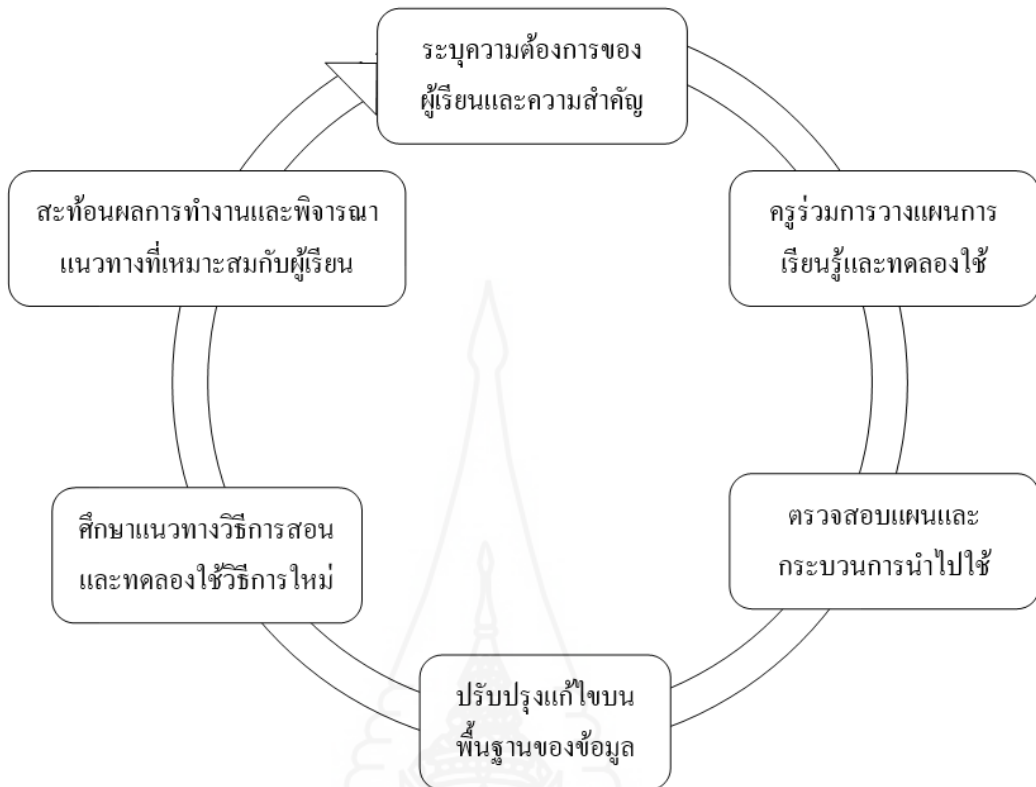 ระบุความต้องการของ
ผู้เรียนและความสำคัญ
ครูร่วมการวางแผนการ
เรียนรู้และทดลองใช้
ตรวจสอบแผนและ
กระบวนการนำไปใช้
ปรับปรุงแก้ไขบน
พื้นฐานของข้อมูล
ศึกษาแนวทางวิธีการสอน
และทดลองใช้วิธีการใหม่
สะท้อนผลการทำงานและพิจารณา
แนวทางที่เหมาะสมกับผู้เรียน